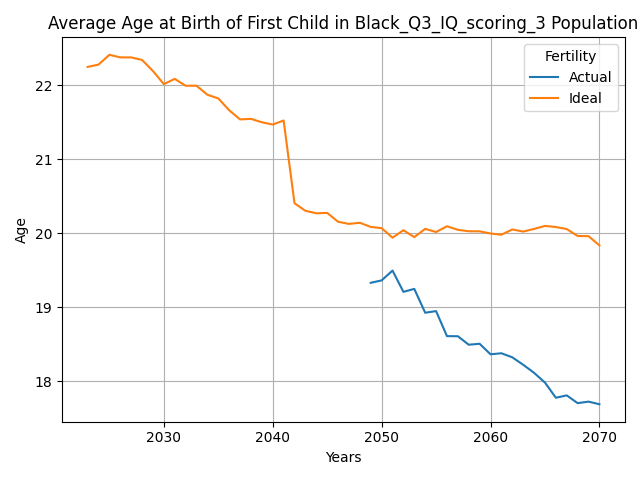 Average Age at Birth of First Child in Black_Q3_IQ_scoring_3 Population
Fertility
Actual
Ideal
Age
22
21
20
19
18
2030
2040
2050
2060
2070
Years